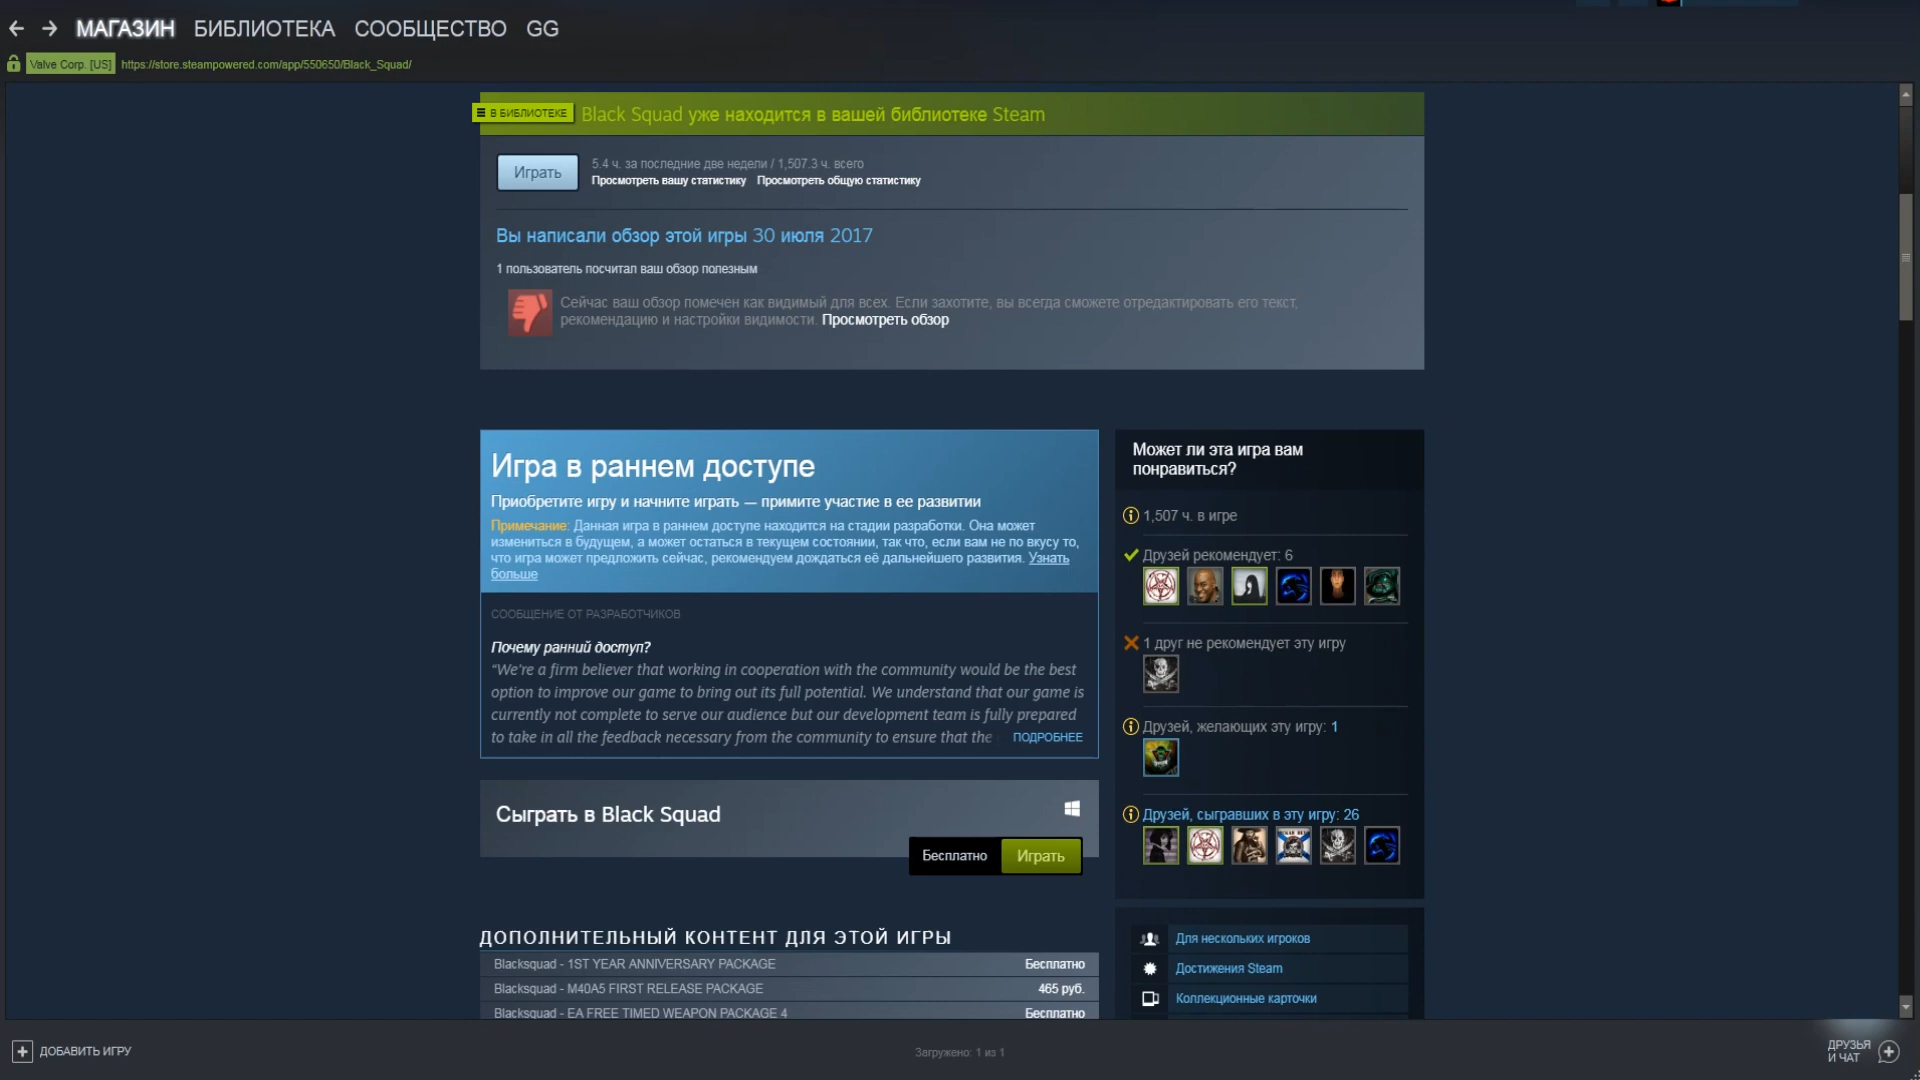 МАГАЗИН БИБЛИОТЕКА СООБЩЕСТВО GG
Valve Corp. [US] https://store.steampowered.com/app/550650/Black_Squad/
В БИБЛИОТЕКЕ Black Squad уже находится в вашей библиотеке Steam
Играть
5.4 ч. за последние две недели / 1,507.3 ч. всего
Просмотреть вашу статистику Просмотреть общую статистику
Вы написали обзор этой игры 30 июля 2017
1 пользователь посчитал ваш обзор полезным
Сейчас ваш обзор помечен как видимый для всех. Если захотите, вы всегда сможете отредактировать его текст,
рекомендацию и настройки видимости. Просмотреть обзор
Игра в раннем доступе
Приобретите игру и начните играть — примите участие в ее развитии
Примечание: Данная игра в раннем доступе находится на стадии разработки. Она может
измениться в будущем, а может остаться в текущем состоянии, так что, если вам не по вкусу то,
что игра может предложить сейчас, рекомендуем дождаться её дальнейшего развития. Узнать
больше
СООБЩЕНИЕ ОТ РАЗРАБОТЧИКОВ
Почему ранний доступ?
“We're a firm believer that working in cooperation with the community would be the best
option to improve our game to bring out its full potential. We understand that our game is
currently not complete to serve our audience but our development team is fully prepared
to take in all the feedback necessary from the community to ensure that the
ПОДРОБНЕЕ
Сыграть в Black Squad
Бесплатно
Играть
ДОПОЛНИТЕЛЬНЫЙ КОНТЕНТ ДЛЯ ЭТОЙ ИГРЫ
Blacksquad - 1ST YEAR ANNIVERSARY PACKAGE Бесплатно
Blacksquad - M40A5 FIRST RELEASE PACKAGE 465 руб.
Blacksquad - EA FREE TIMED WEAPON PACKAGE 4 Бесплатно
Может ли эта игра вам
понравиться?
1,507 ч. в игре
Друзей рекомендует: 6
1 друг не рекомендует эту игру
Друзей, желающих эту игру: 1
Друзей, сыгравших в эту игру: 26
Для нескольких игроков
Достижения Steam
Коллекционные карточки
ДОБАВИТЬ ИГРУ
Загружено: 1 из 1
ДРУЗЬЯ
И ЧАТ